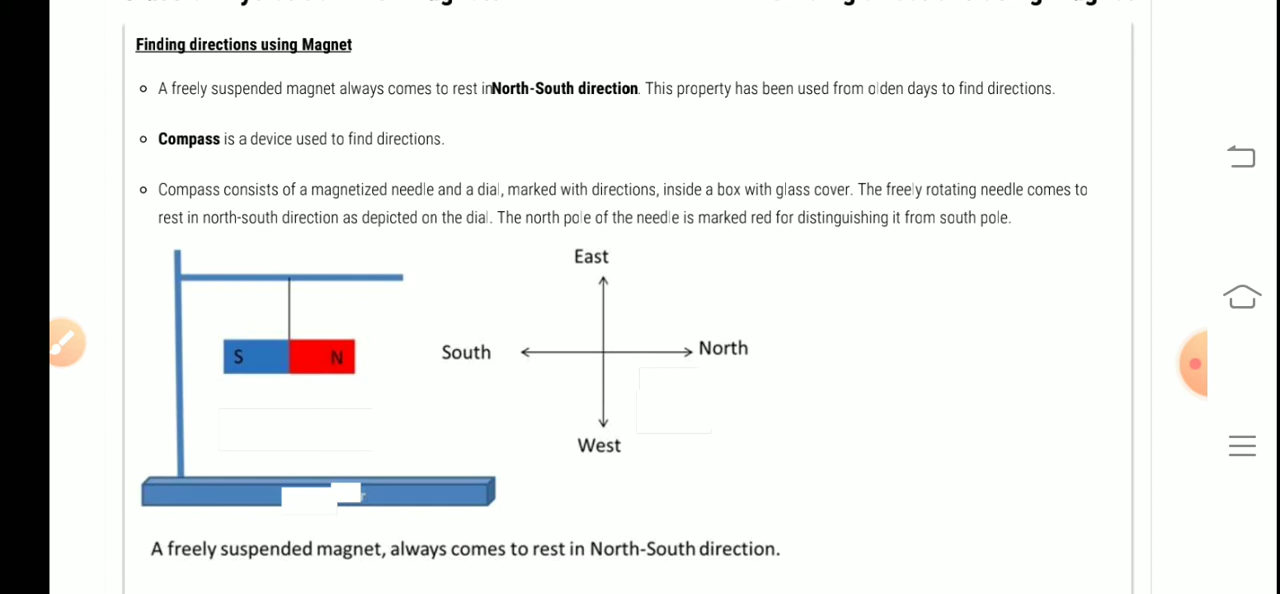 Finding directions using Magnet
A freely suspended magnet always comes to rest inNorth-South direction. This property has been used from olden days to find directions.
Compass is a device used to find directions.
Compass consists of a magnetized needle and a dial, marked with directions, inside a box with glass cover. The freely rotating needle comes to
rest in north-south direction as depicted on the dial. The north pole of the needle is marked red for distinguishing it from south pole.
East
S N
South
North
West
A freely suspended magnet, always comes to rest in North-South direction.